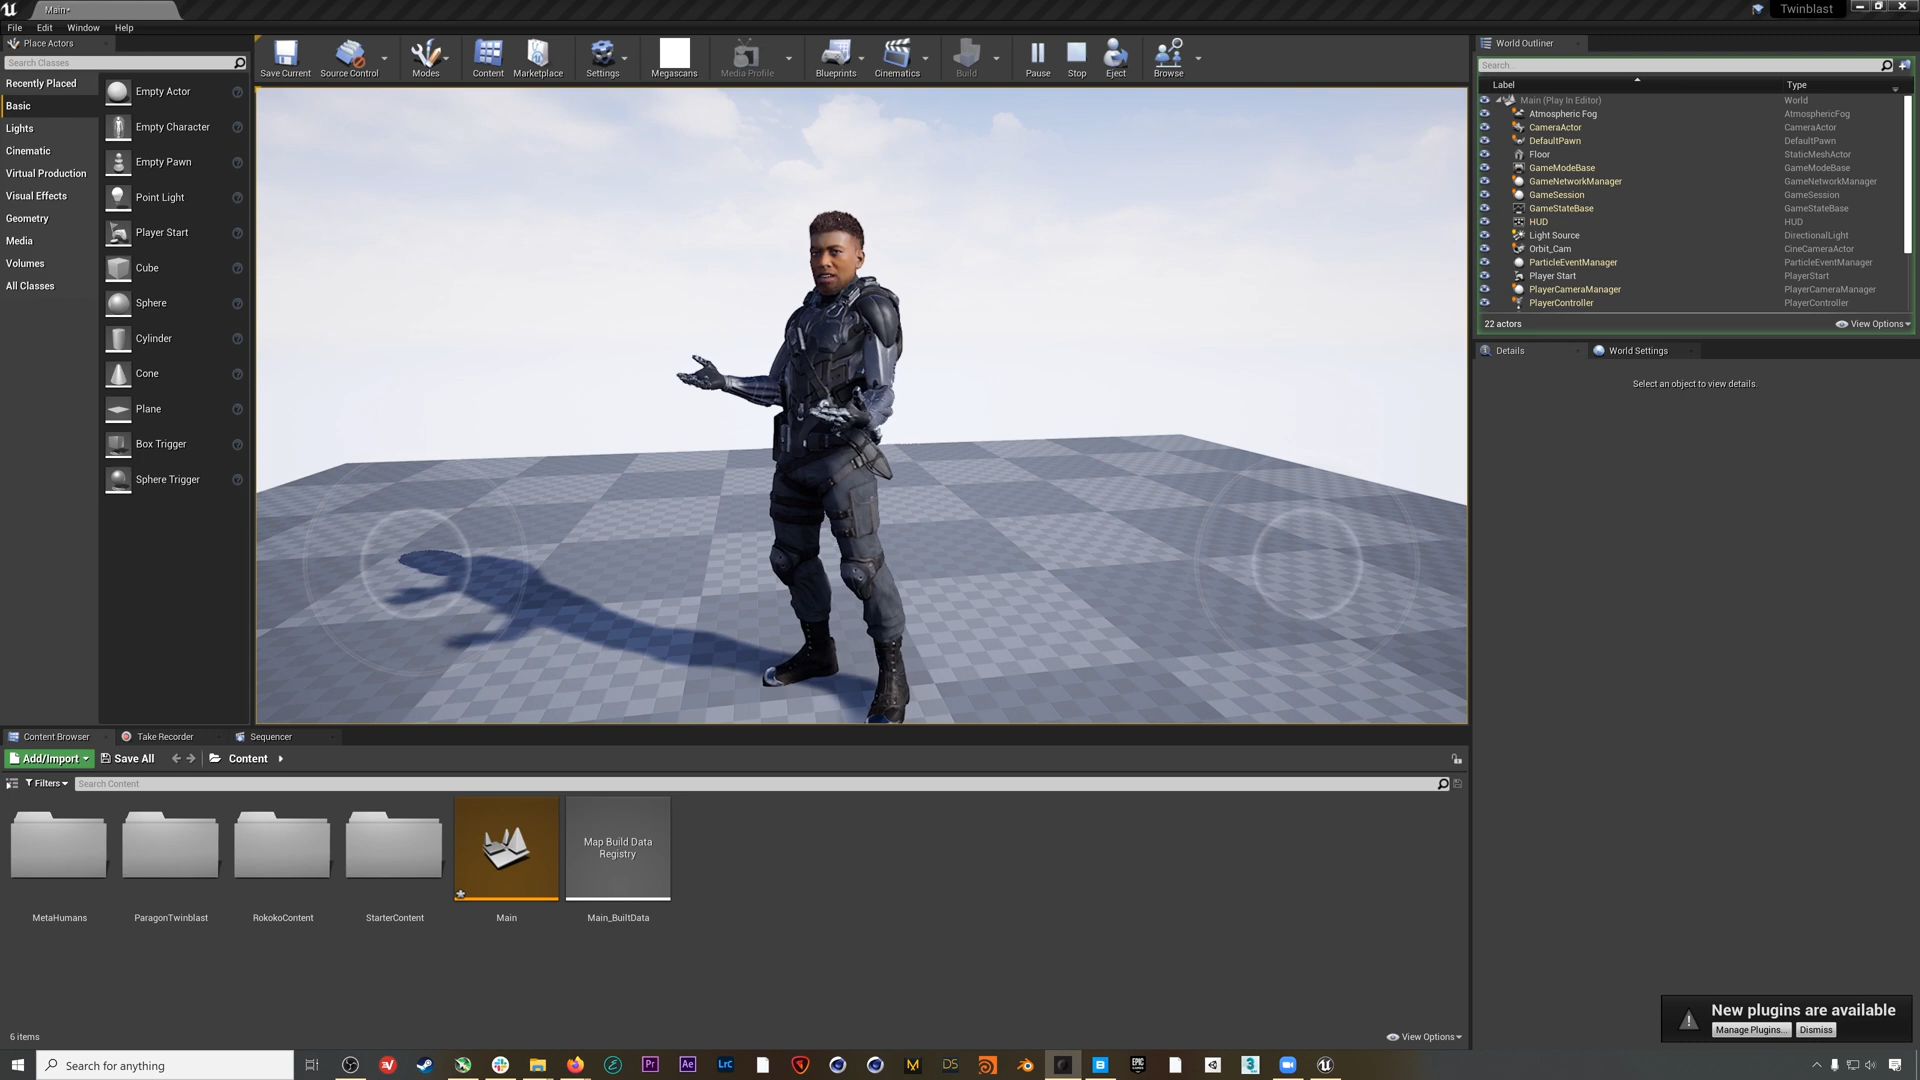 Main*
Twinblast
File
Edit
Window
Help
Place Actors
Search Classes
Recently Placed
Basic
Lights
Cinematic
Virtual Production
Visual Effects
Geometry
Media
Volumes
All Classes
Empty Actor
Empty Character
Empty Pawn
Point Light
Player Start
Cube
Sphere
Cylinder
Cone
Plane
Box Trigger
Sphere Trigger
Save Current
Source Control
Modes
Content
Marketplace
Settings
Megascans
Media Profile
Blueprints
Cinematics
Build
Pause
Stop
Eject
Browse
World Outliner
Search...
Label Type
Main (Play In Editor) World
Atmospheric Fog AtmosphericFog
CameraActor CameraActor
DefaultPawn DefaultPawn
Floor StaticMeshActor
GameModeBase GameModeBase
GameNetworkManager GameNetworkManager
GameSession GameSession
GameStateBase GameStateBase
HUD HUD
Light Source DirectionalLight
Orbit_Cam CineCameraActor
ParticleEventManager ParticleEventManager
Player Start PlayerStart
PlayerCameraManager PlayerCameraManager
PlayerController PlayerController
22 actors
View Options
Details
World Settings
Select an object to view details.
Content Browser
Take Recorder
Sequencer
Add/Import
Save All
Content
Filters
Search Content
Map Build Data
Registry
MetaHumans
ParagonTwinblast
RokokoContent
StarterContent
Main
Main_BuiltData
6 items
View Options
New plugins are available
Manage Plugins...
Dismiss
Search for anything
Pr
Ae
Lrc
M
DS
EPIC
GAMES
3